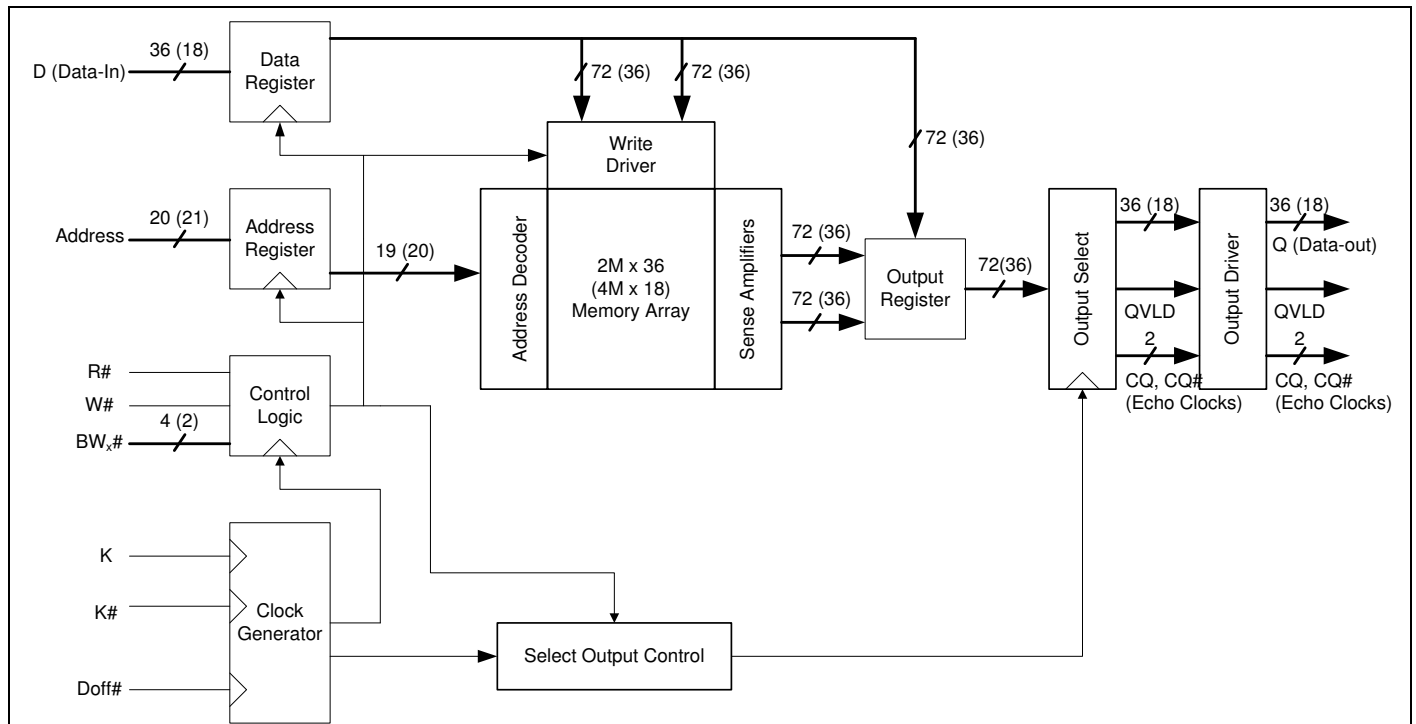 D (Data-In)
36 (18)
Data
Register
72 (36)
72 (36)
72 (36)
Write
Driver
Address
20 (21)
Address
Register
19 (20)
Address Decoder
2M x 36
(4M x 18)
Memory Array
Sense Amplifiers
72 (36)
72 (36)
Output
Register
72(36)
Output Select
36 (18)
QVLD
2
CQ, CQ#
(Echo Clocks)
Output Driver
36 (18)
Q (Data-out)
QVLD
2
CQ, CQ#
(Echo Clocks)
R#
W#
BWx#
4 (2)
Control
Logic
K
K#
Doff#
Clock
Generator
Select Output Control